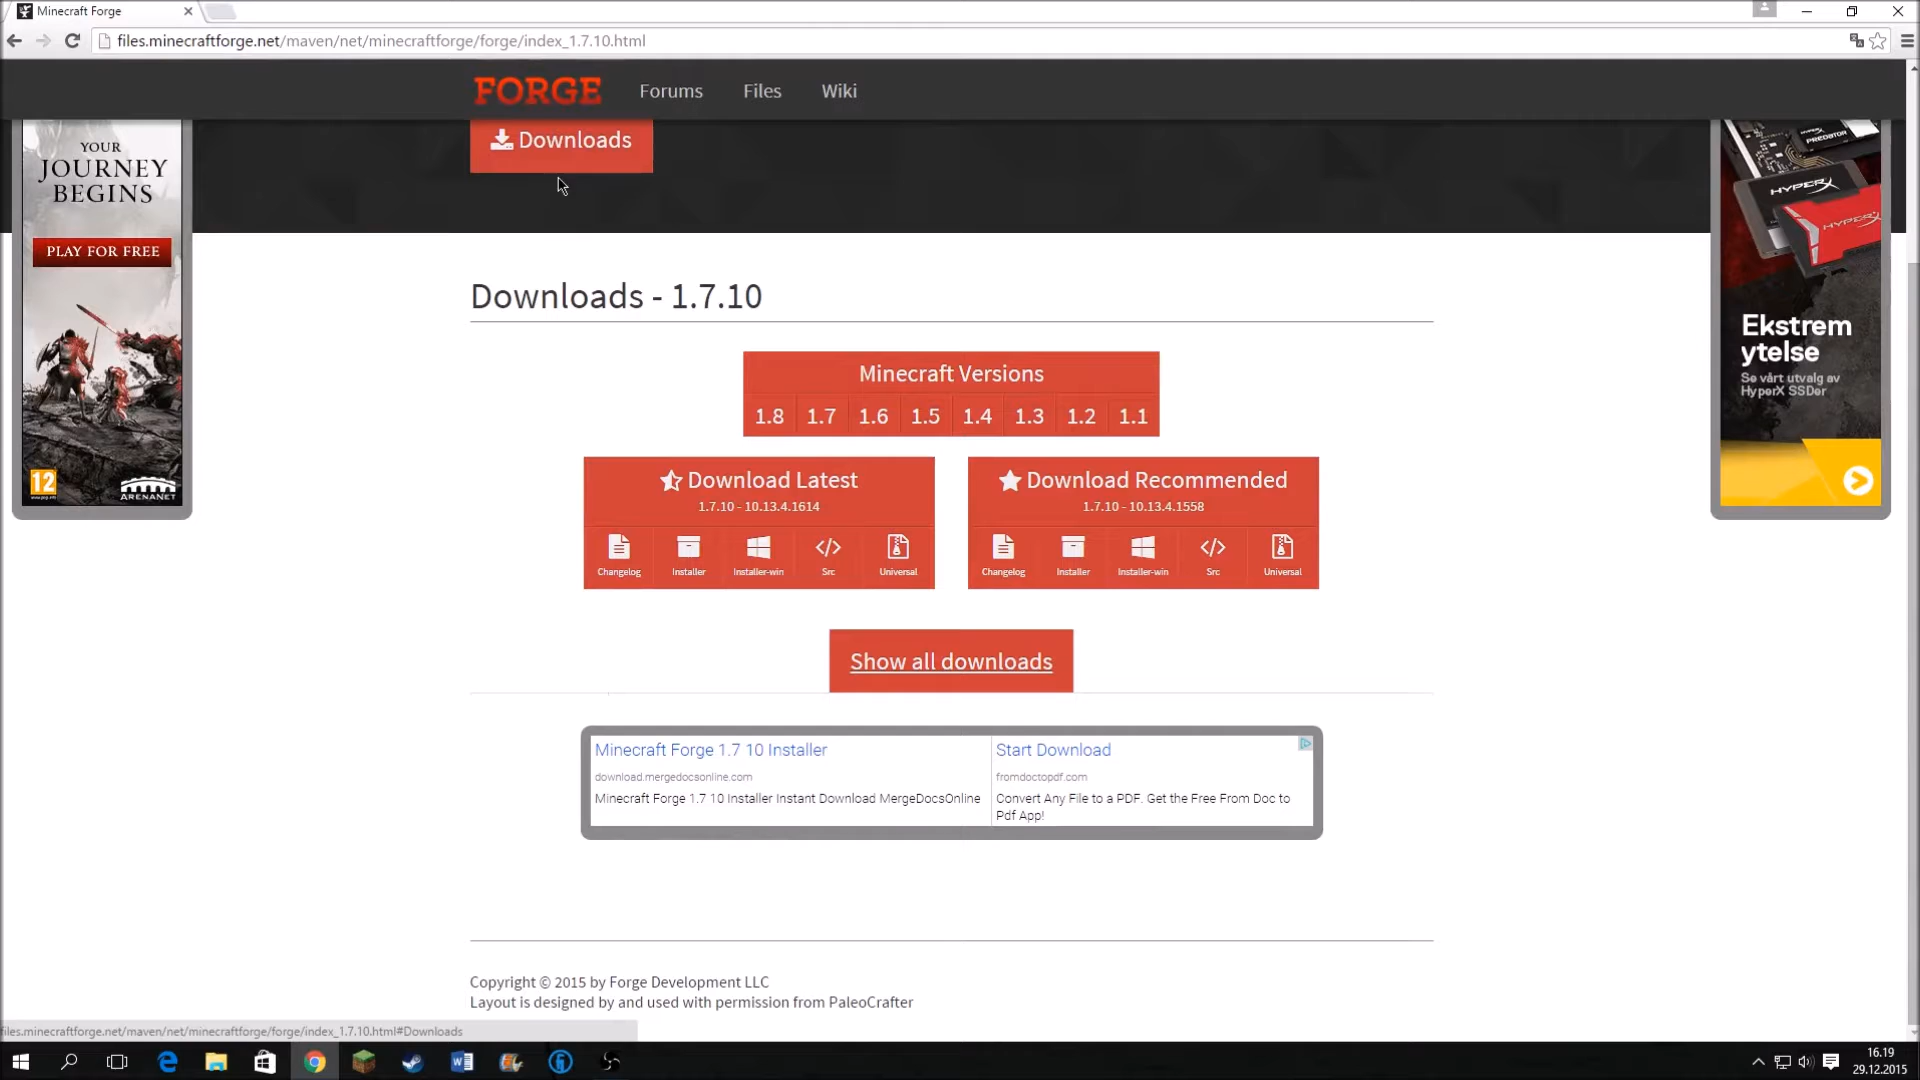 Minecraft Forge
files.minecraftforge.net/maven/net/minecraftforge/forge/index_1.7.10.html
FORGE Forums Files Wiki
Downloads
YOUR
JOURNEY
BEGINS
PLAY FOR FREE
12
ARENANET
PREDATOR
HYPERX
HYPERX
Ekstrem
ytelse
Se vårt utvalg av
HyperX SSDer
Downloads - 1.7.10
Minecraft Versions
1.8 1.7 1.6 1.5 1.4 1.3 1.2 1.1
Download Latest
1.7.10 - 10.13.4.1614
Changelog Installer Installer-win Src Universal
Download Recommended
1.7.10 - 10.13.4.1558
Changelog Installer Installer-win Src Universal
Show all downloads
Minecraft Forge 1.7 10 Installer
download.mergedocsonline.com
Minecraft Forge 1.7 10 Installer Instant Download MergeDocsOnline
Start Download
fromdoctopdf.com
Convert Any File to a PDF. Get the Free From Doc to
Pdf App!
Copyright © 2015 by Forge Development LLC
Layout is designed by and used with permission from PaleoCrafter
files.minecraftforge.net/maven/net/minecraftforge/forge/index_1.7.10.html#Downloads
16.19
29.12.2015